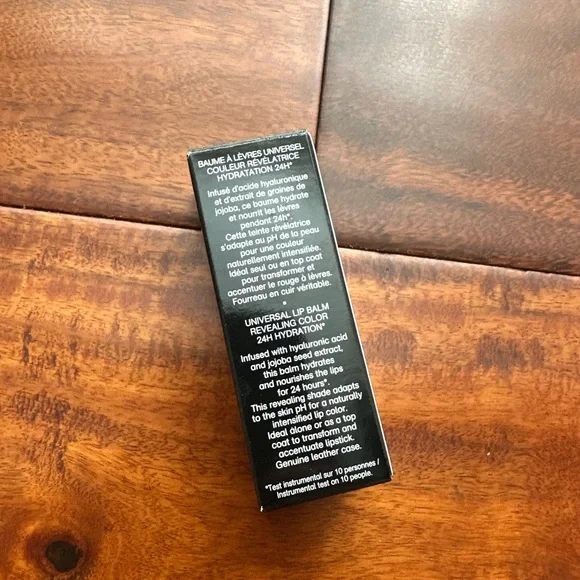 BAUME À LÈVRES UNIVERSEL
COULEUR RÉVÉLATRICE
HYDRATATION 24H*
Infusé d'acide hyaluronique
et d'extrait de graines de
jojoba, ce baume hydrate
et nourrit les lèvres
pendant 24h*.
Cette teinte révélatrice
s'adapte au pH de la peau
pour une couleur
naturellement intensifiée.
Idéal seul ou en top coat
pour transformer et
accentuer le rouge à lèvres.
Fourreau en cuir véritable.
UNIVERSAL LIP BALM
REVEALING COLOR
24H HYDRATION*
Infused with hyaluronic acid
and jojoba seed extract,
this balm hydrates
and nourishes the lips
for 24 hours*.
This revealing shade adapts
to the skin pH for a naturally
intensified lip color.
Ideal alone or as a top
coat to transform and
accentuate lipstick.
Genuine leather case.
*Test instrumental sur 10 personnes /
Instrumental test on 10 people.